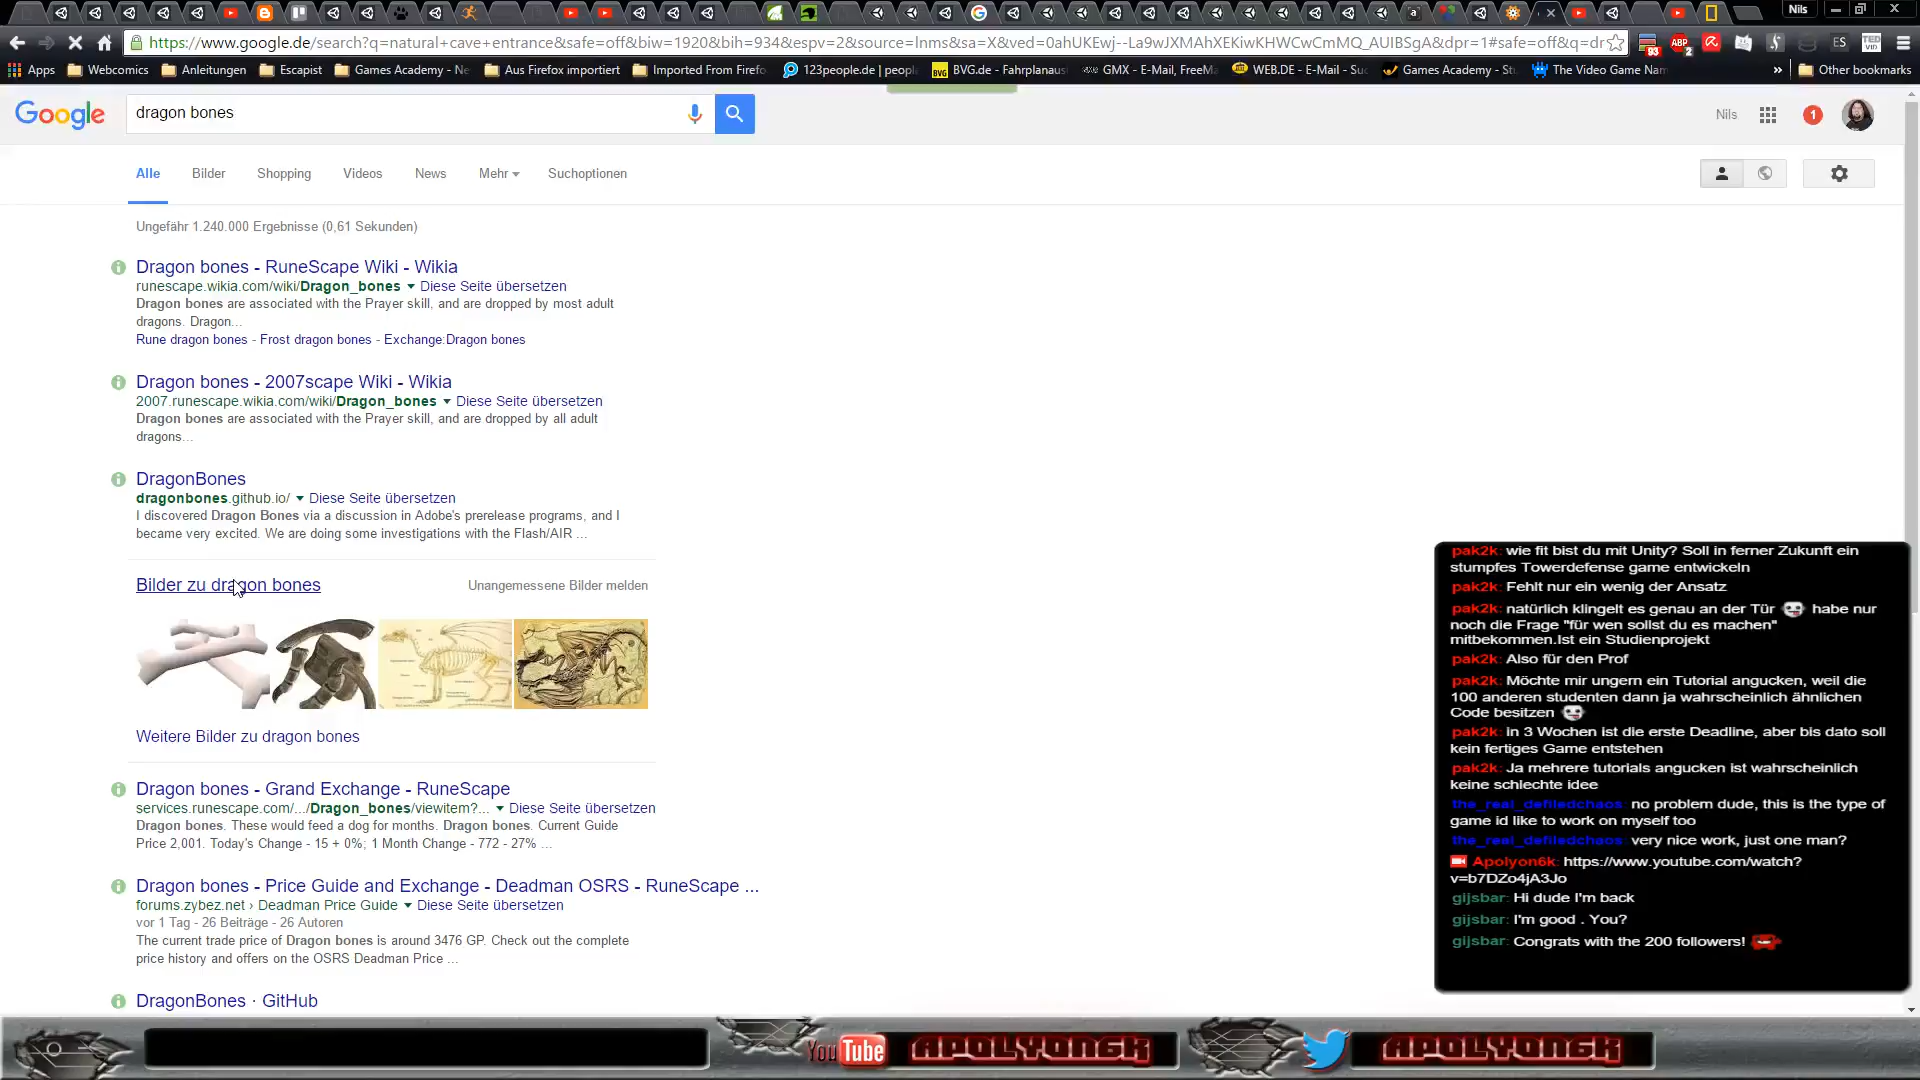 Nils
https://www.google.de/search?q=natural+cave+entrance&safe=off&biw=1920&bih=934&espv=2&source=lnms&sa=X&ved=0ahUKEwj--La9wJXMAhXEKiwKHWCwCmMQ_AUIBSgA&dpr=1#safe=off&q=dr
93
ABP
2
ES
TED
Apps
Webcomics
Anleitungen
Escapist
Games Academy - Ne
Aus Firefox importiert
Imported From Firefo
123people.de | people
BVG.de - Fahrplanaus
GMX - E-Mail, FreeMa
WEB.DE - E-Mail - Suc
Games Academy - St
The Video Game Nam
» Other bookmarks
Google
dragon bones
Nils
1
Alle
Bilder
Shopping
Videos
News
Mehr
Suchoptionen
Ungefähr 1.240.000 Ergebnisse (0,61 Sekunden)
Dragon bones - RuneScape Wiki - Wikia
runescape.wikia.com/wiki/Dragon_bones Diese Seite übersetzen
Dragon bones are associated with the Prayer skill, and are dropped by most adult
dragons. Dragon...
Rune dragon bones - Frost dragon bones - Exchange:Dragon bones
Dragon bones - 2007scape Wiki - Wikia
2007.runescape.wikia.com/wiki/Dragon_bones Diese Seite übersetzen
Dragon bones are associated with the Prayer skill, and are dropped by all adult
dragons...
DragonBones
dragonbones.github.io/ Diese Seite übersetzen
I discovered Dragon Bones via a discussion in Adobe's prerelease programs, and I
became very excited. We are doing some investigations with the Flash/AIR ...
Bilder zu dragon bones
Unangemessene Bilder melden
Weitere Bilder zu dragon bones
Dragon bones - Grand Exchange - RuneScape
services.runescape.com/.../Dragon_bones/viewitem?... Diese Seite übersetzen
Dragon bones. These would feed a dog for months. Dragon bones. Current Guide
Price 2,001. Today's Change - 15 + 0%; 1 Month Change - 772 - 27% ...
Dragon bones - Price Guide and Exchange - Deadman OSRS - RuneScape ...
forums.zybez.net › Deadman Price Guide Diese Seite übersetzen
vor 1 Tag - 26 Beiträge - 26 Autoren
The current trade price of Dragon bones is around 3476 GP. Check out the complete
price history and offers on the OSRS Deadman Price ...
DragonBones · GitHub
pak2k: wie fit bist du mit Unity? Soll in ferner Zukunft ein
stumpfes Towerdefense game entwickeln
pak2k: Fehlt nur ein wenig der Ansatz
pak2k: natürlich klingelt es genau an der Tür habe nur
noch die Frage "für wen sollst du es machen"
mitbekommen.Ist ein Studienprojekt
pak2k: Also für den Prof
pak2k: Möchte mir ungern ein Tutorial angucken, weil die
100 anderen studenten dann ja wahrscheinlich ähnlichen
Code besitzen
pak2k: in 3 Wochen ist die erste Deadline, aber bis dato soll
kein fertiges Game entstehen
pak2k: Ja mehrere tutorials angucken ist wahrscheinlich
keine schlechte idee
the_real_defiledchaos: no problem dude, this is the type of
game id like to work on myself too
the_real_defiledchaos: very nice work, just one man?
Apolyon6k: https://www.youtube.com/watch?
v=b7DZo4jA3Jo
gijsbar: Hi dude I'm back
gijsbar: I'm good . You?
gijsbar: Congrats with the 200 followers!
YouTube
APOLYON6K
APOLYON6K